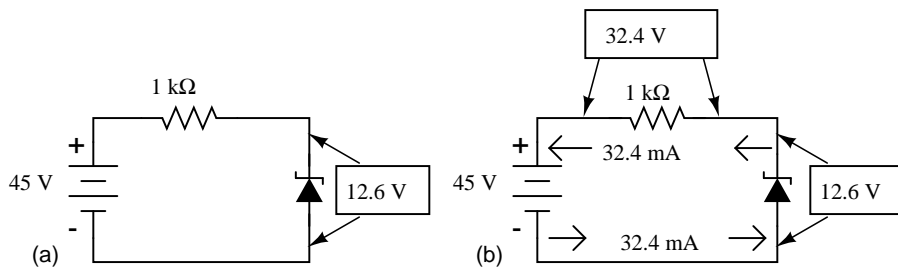 1 kΩ
+
45 V
-
12.6 V
(a)
32.4 V
1 kΩ
+
32.4 mA
45 V
12.6 V
-
32.4 mA
(b)